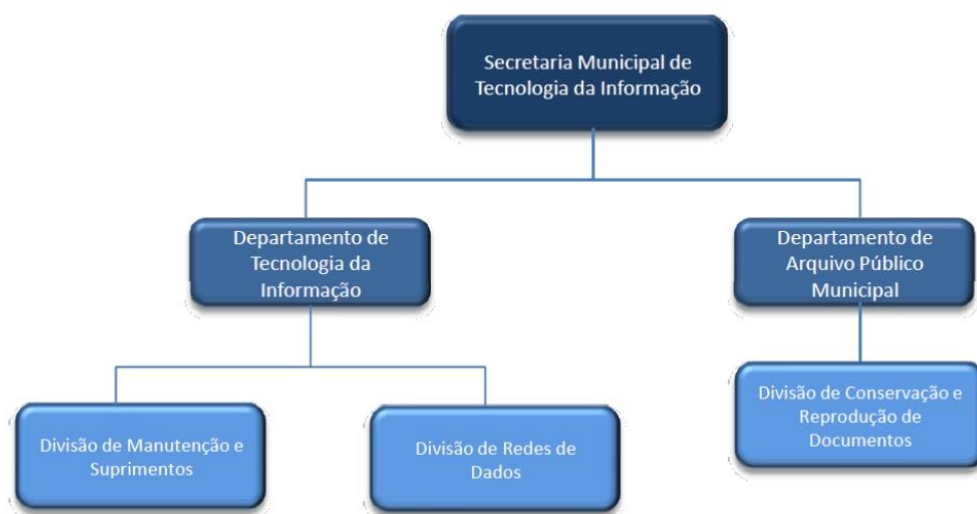 Secretaria Municipal de
Tecnologia da Informação
Departamento de
Tecnologia da
Informação
Departamento de
Arquivo Público
Municipal
Divisão de Manutenção e
Suprimentos
Divisão de Redes de
Dados
Divisão de Conservação e
Reprodução de
Documentos